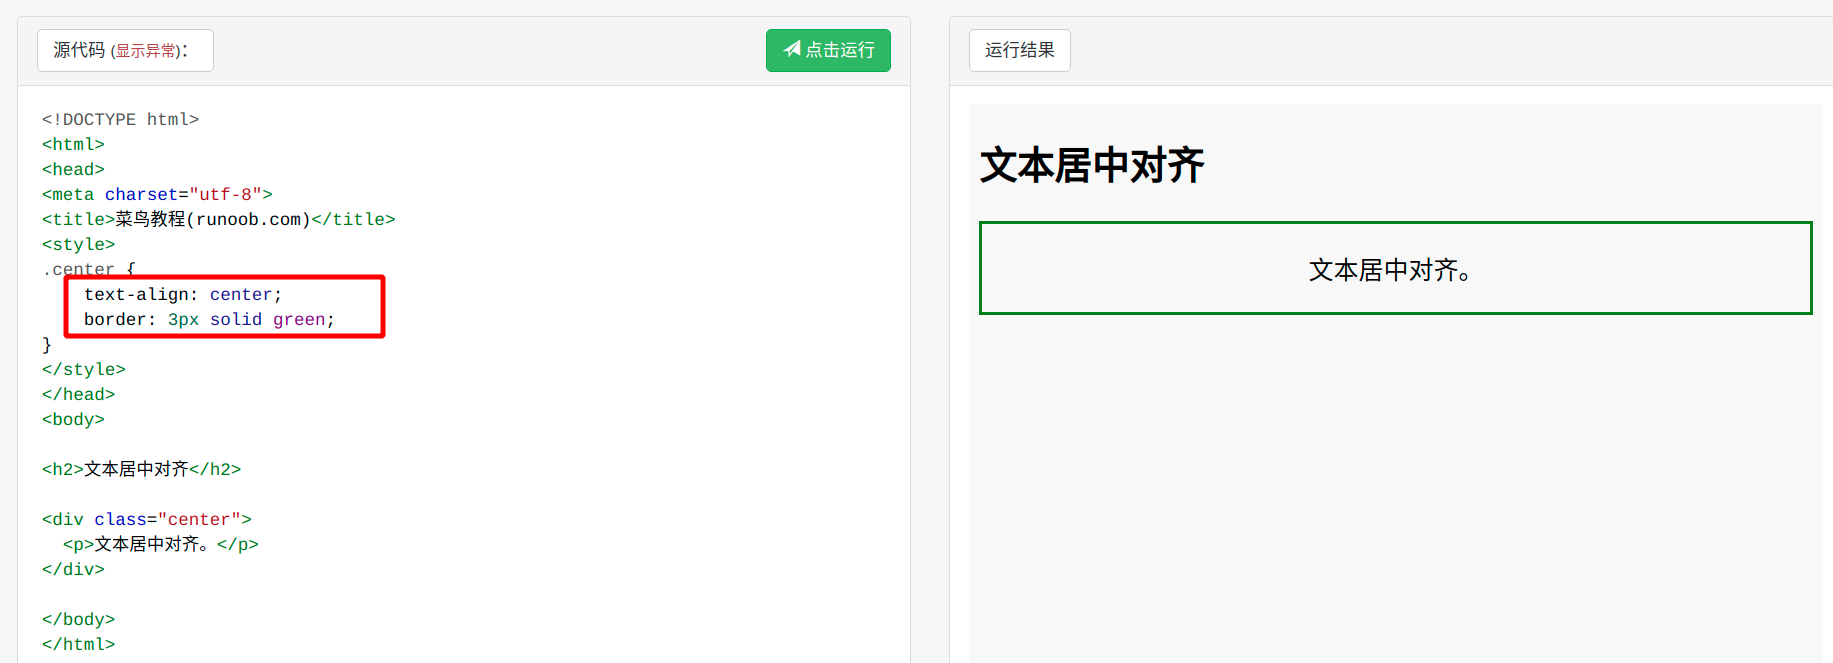 源代码 (显示异常)：
点击运行
<!DOCTYPE html>
<html>
<head>
<meta charset="utf-8">
<title>菜鸟教程(runoob.com)</title>
<style>
.center {
    text-align: center;
    border: 3px solid green;
}
</style>
</head>
<body>
<h2>文本居中对齐</h2>
<div class="center">
  <p>文本居中对齐。</p>
</div>
</body>
</html>
运行结果
文本居中对齐
文本居中对齐。